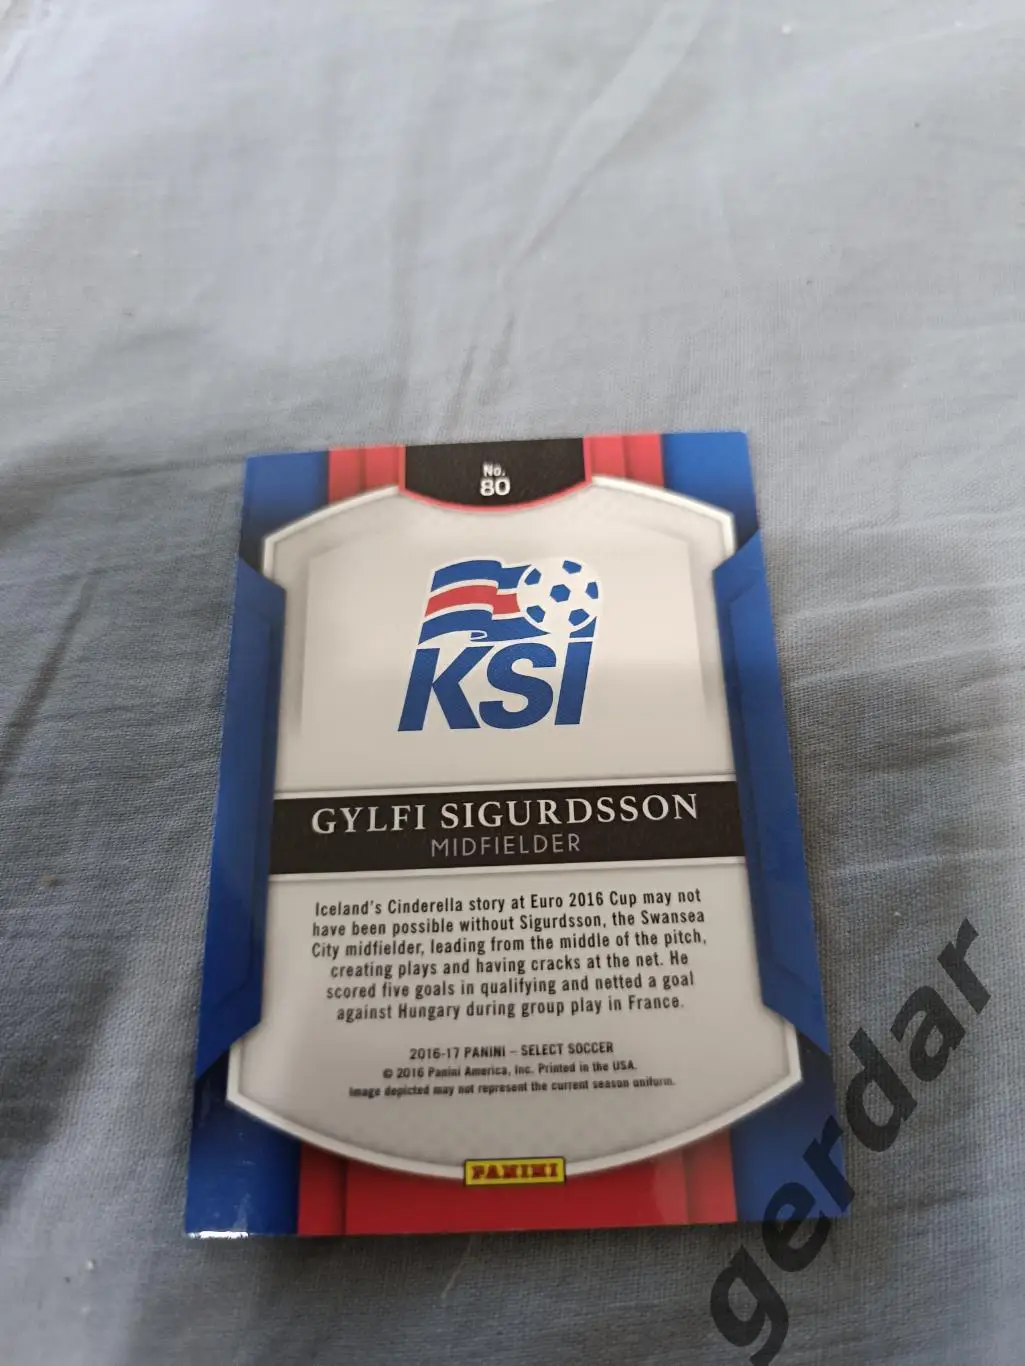 No.
80
KSÍ
GYLFI SIGURDSSON
MIDFIELDER
Iceland's Cinderella story at Euro 2016 Cup may not
have been possible without Sigurdsson, the Swansea
City midfielder, leading from the middle of the pitch,
creating plays and having cracks at the net. He
scored five goals in qualifying and netted a goal
against Hungary during group play in France.
2016-17 PANINI – SELECT SOCCER
© 2016 Panini America, Inc. Printed in the USA.
Image depicted may not represent the current season uniform.
PANINI
gerdar